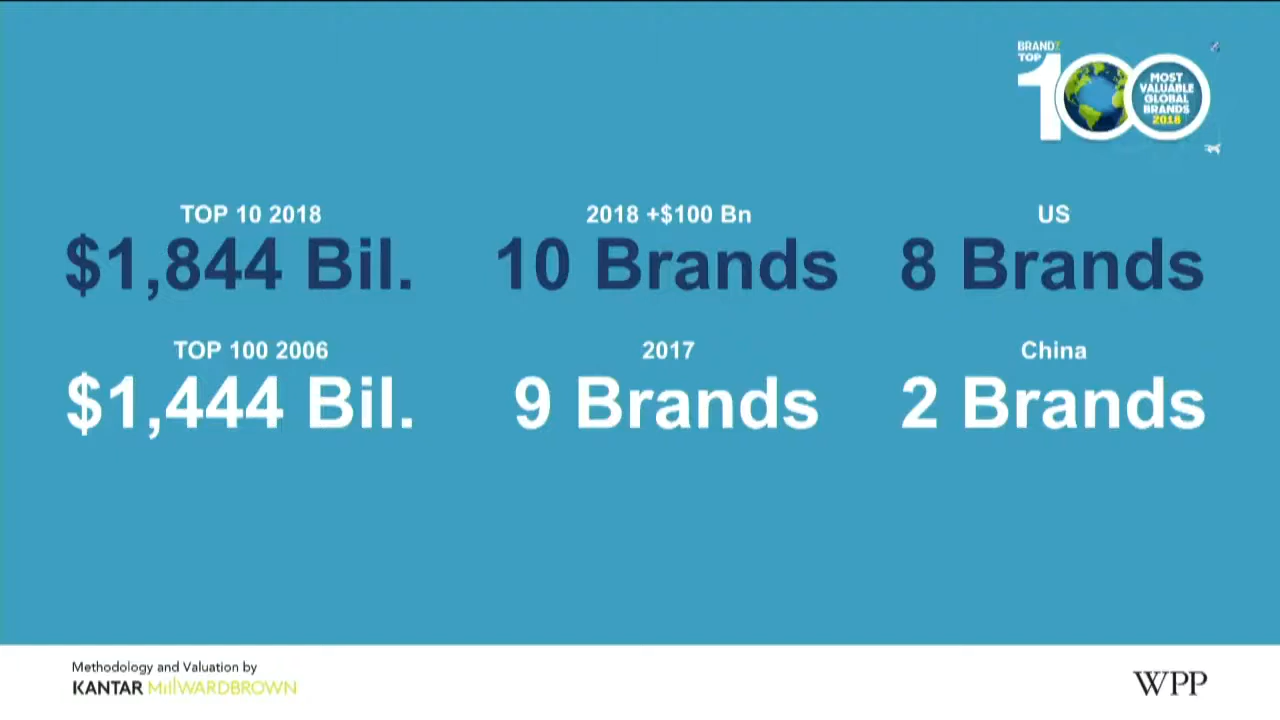 BRANDZ
TOP
100
MOST
VALUABLE
GLOBAL
BRANDS
2018
TOP 10 2018
$1,844 Bil.
2018 +$100 Bn
10 Brands
US
8 Brands
TOP 100 2006
$1,444 Bil.
2017
9 Brands
China
2 Brands
Methodology and Valuation by
KANTAR MillWARDBROWN
WPP